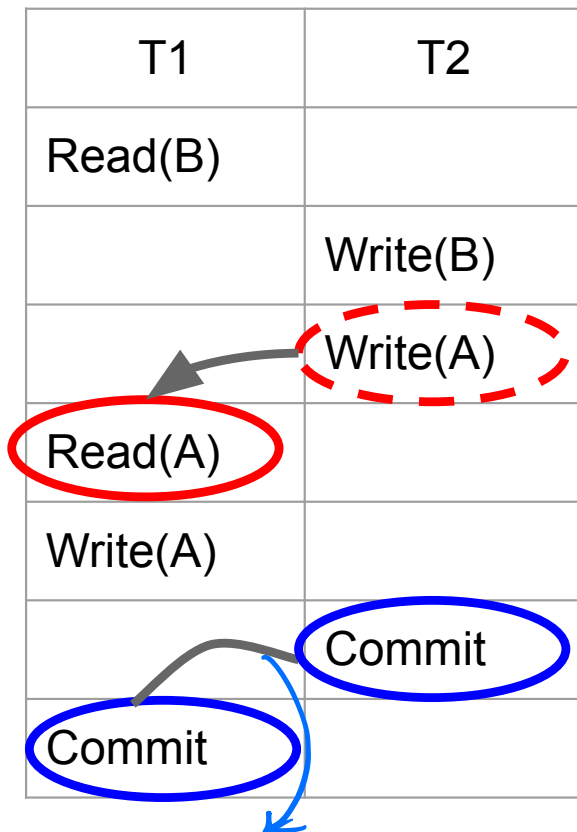 T1 T2
Read(B)
Write(B)
Write(A)
Read(A)
Write(A)
Commit
Commit